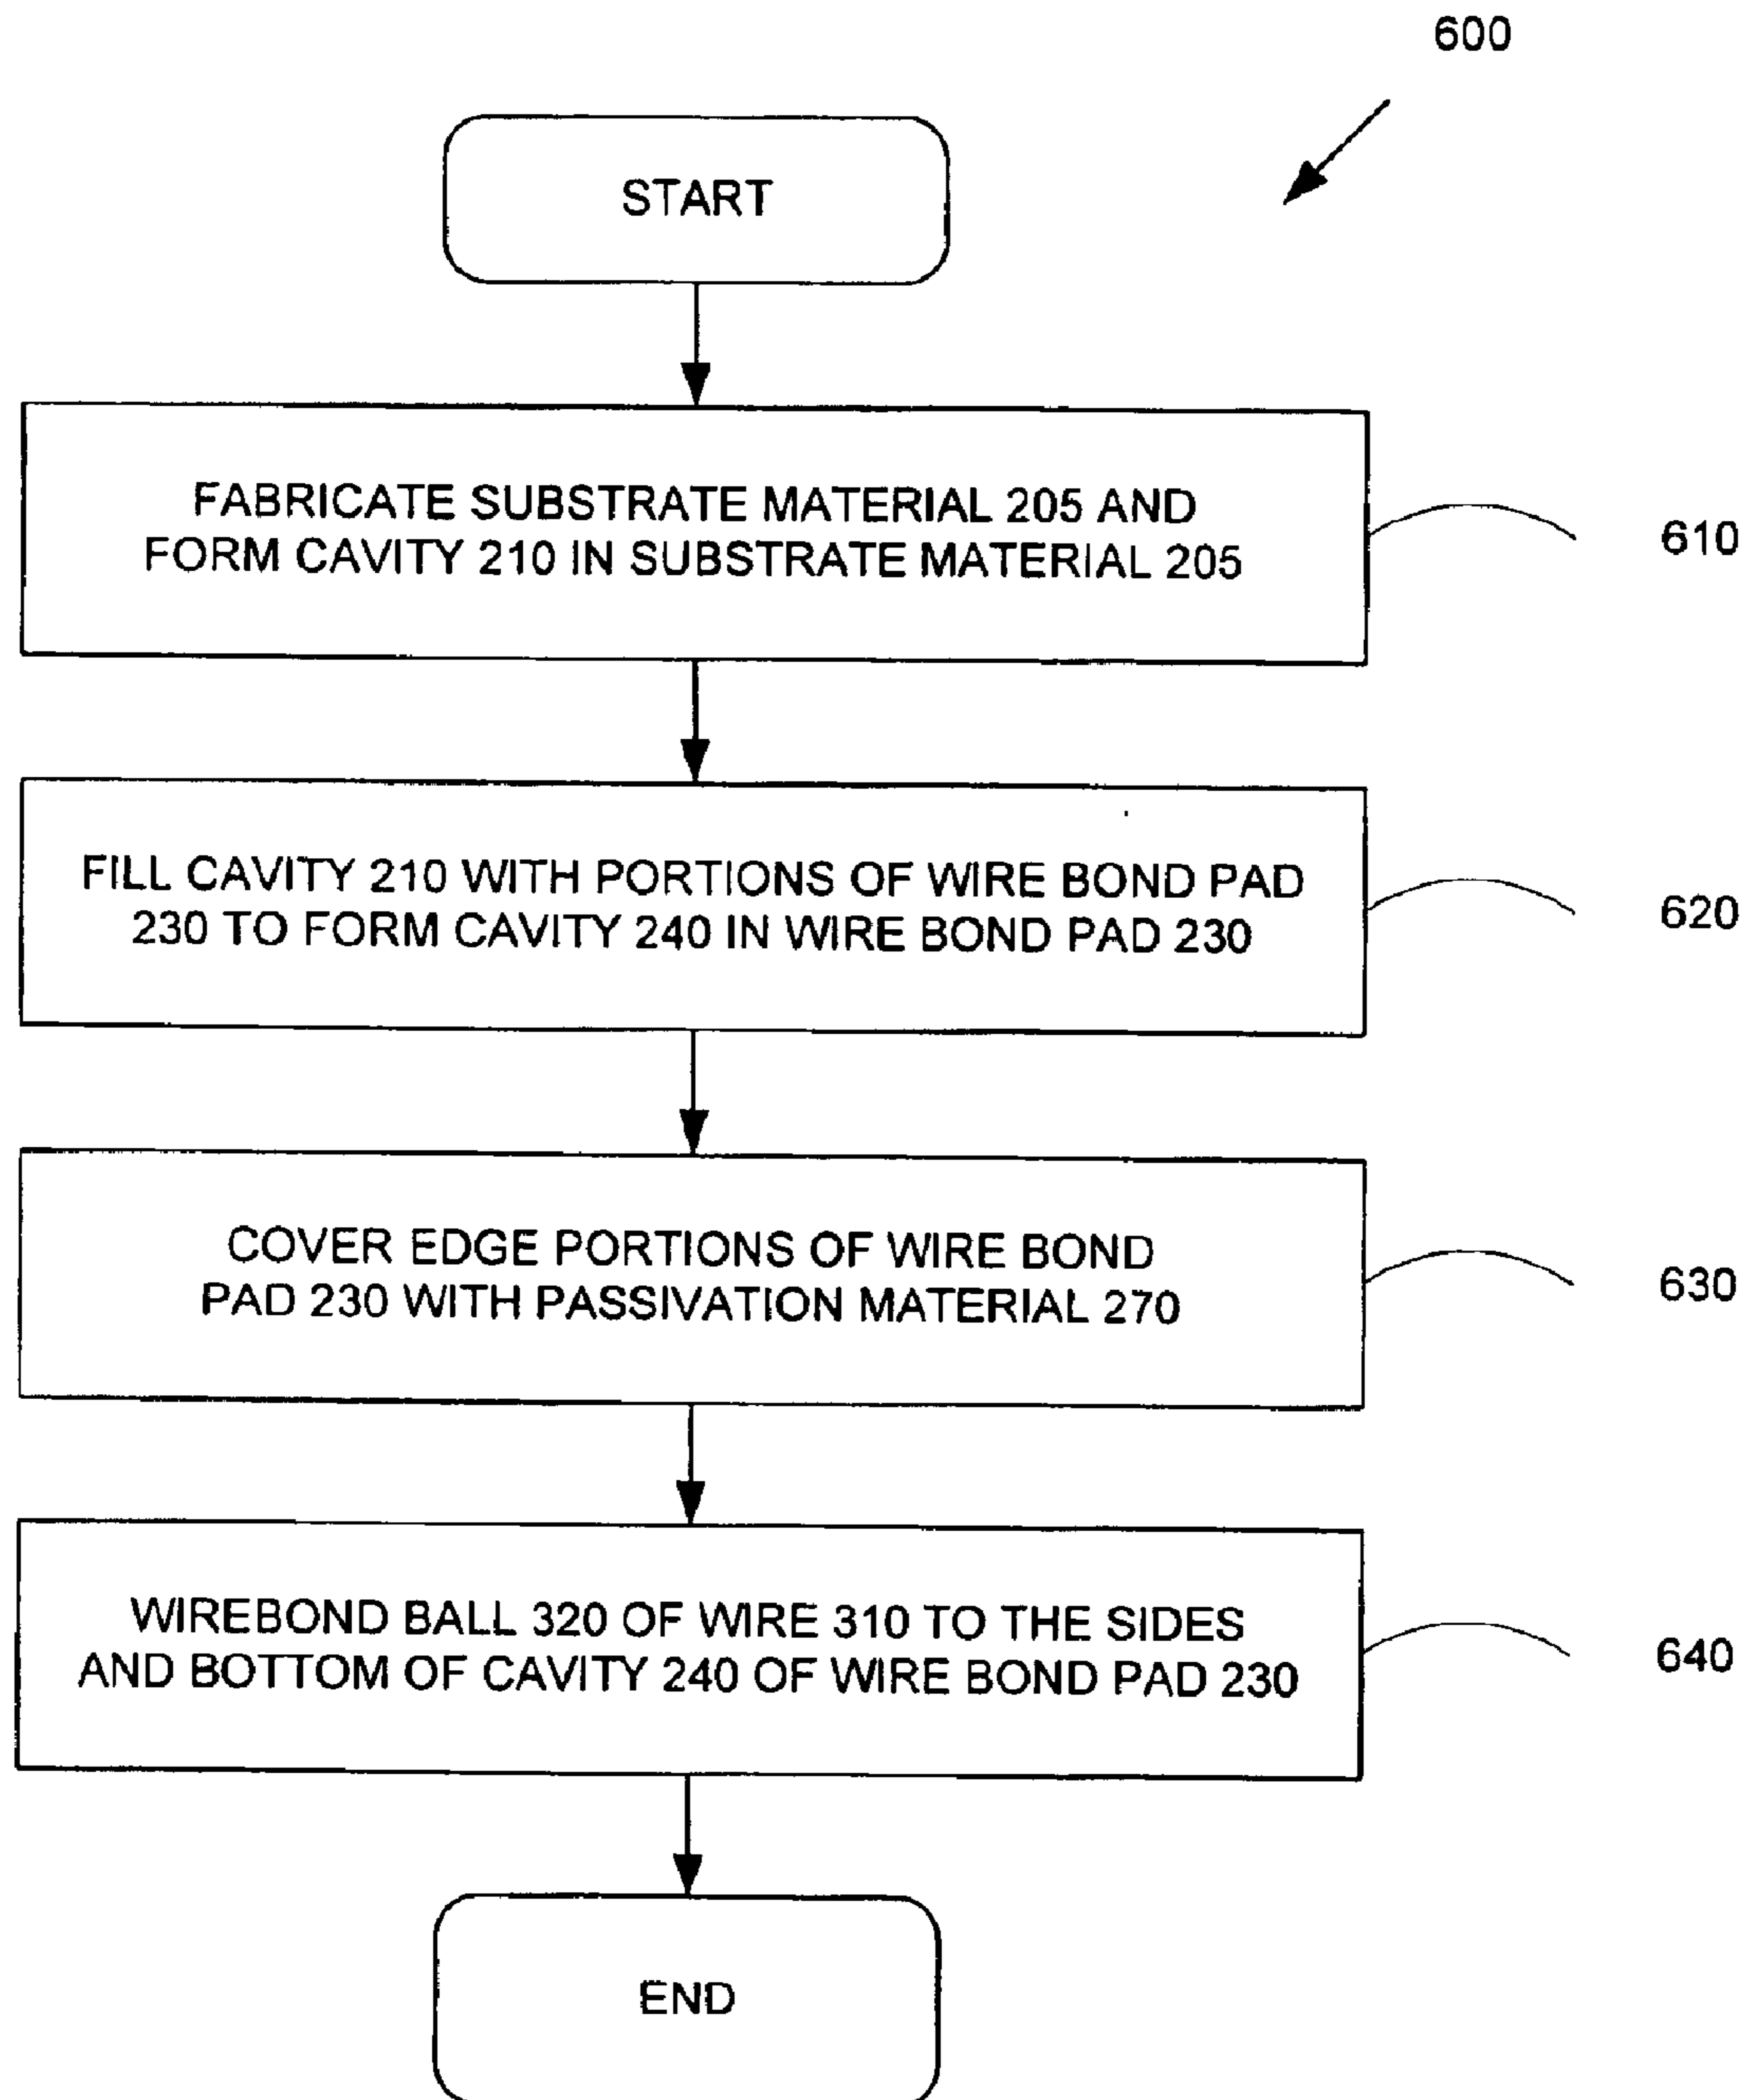 600
START
FABRICATE SUBSTRATE MATERIAL 205 AND
FORM CAVITY 210 IN SUBSTRATE MATERIAL 205
610
FILL CAVITY 210 WITH PORTIONS OF WIRE BOND PAD
230 TO FORM CAVITY 240 IN WIRE BOND PAD 230
620
COVER EDGE PORTIONS OF WIRE BOND
PAD 230 WITH PASSIVATION MATERIAL 270
630
WIREBOND BALL 320 OF WIRE 310 TO THE SIDES
AND BOTTOM OF CAVITY 240 OF WIRE BOND PAD 230
640
END